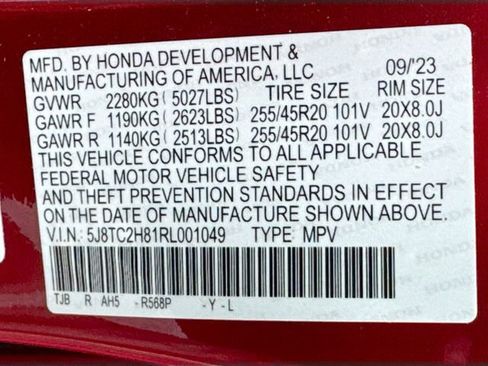 MFD. BY HONDA DEVELOPMENT &
MANUFACTURING OF AMERICA, LLC 09/'23
GVWR 2280KG (5027LBS) TIRE SIZE RIM SIZE
GAWR F 1190KG (2623LBS) 255/45R20 101V 20X8.0J
GAWR R 1140KG (2513LBS) 255/45R20 101V 20X8.0J
THIS VEHICLE CONFORMS TO ALL APPLICABLE
FEDERAL MOTOR VEHICLE SAFETY
AND THEFT PREVENTION STANDARDS IN EFFECT
ON THE DATE OF MANUFACTURE SHOWN ABOVE.
V.I.N.: 5J8TC2H81RL001049 TYPE: MPV
TJB R AH5 - R568P - Y - L